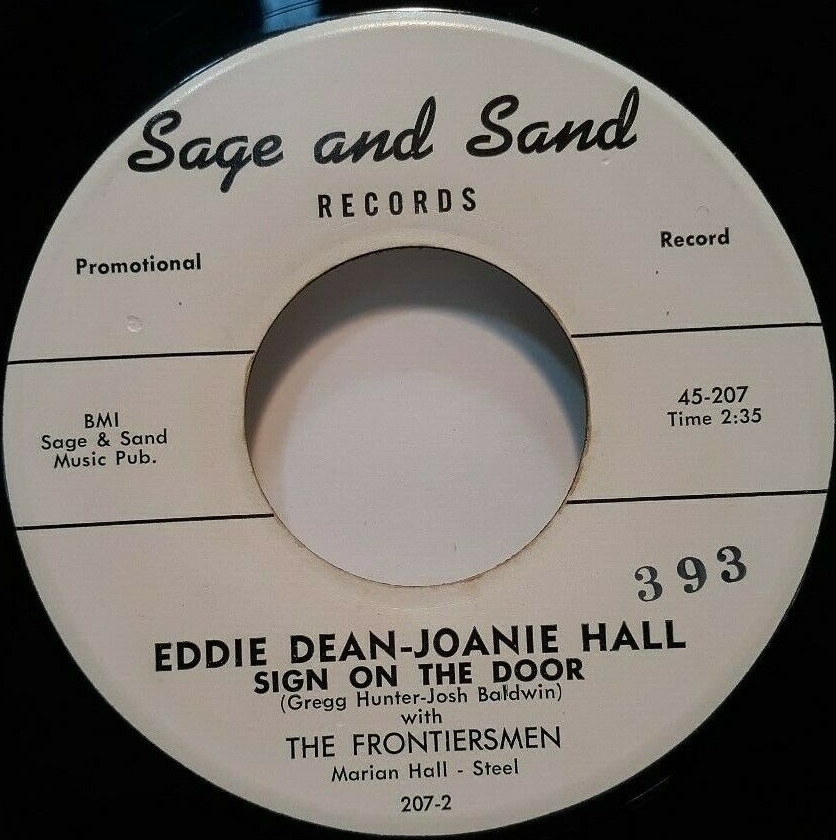 Sage and Sand
RECORDS
Promotional
Record
BMI
Sage & Sand
Music Pub.
45-207
Time 2:35
393
EDDIE DEAN-JOANIE HALL
SIGN ON THE DOOR
(Gregg Hunter-Josh Baldwin)
with
THE FRONTIERSMEN
Marian Hall - Steel
207-2